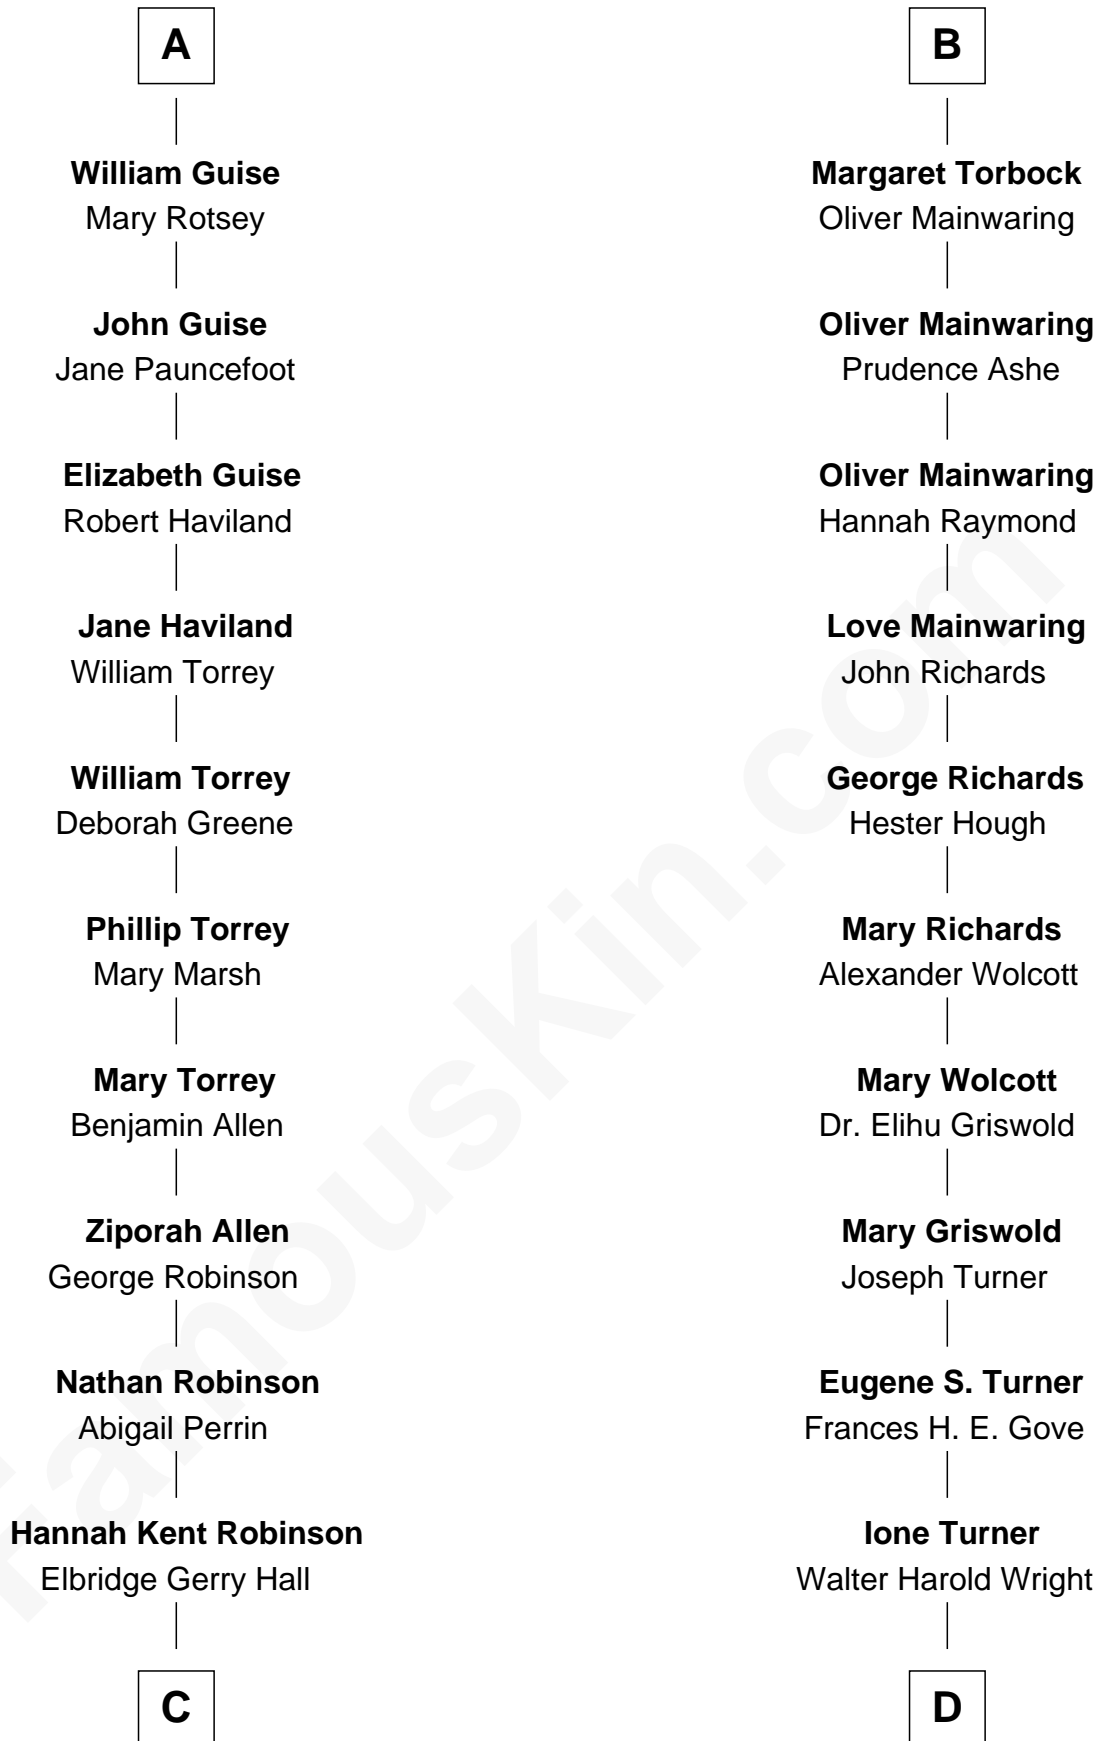 A
William Guise
Mary Rotsey
John Guise
Jane Pauncefoot
Elizabeth Guise
Robert Haviland
Jane Haviland
William Torrey
William Torrey
Deborah Greene
Phillip Torrey
Mary Marsh
Mary Torrey
Benjamin Allen
Ziporah Allen
George Robinson
Nathan Robinson
Abigail Perrin
Hannah Kent Robinson
Elbridge Gerry Hall
C
B
Margaret Torbock
Oliver Mainwaring
Oliver Mainwaring
Prudence Ashe
Oliver Mainwaring
Hannah Raymond
Love Mainwaring
John Richards
George Richards
Hester Hough
Mary Richards
Alexander Wolcott
Mary Wolcott
Dr. Elihu Griswold
Mary Griswold
Joseph Turner
Eugene S. Turner
Frances H. E. Gove
Ione Turner
Walter Harold Wright
D
FamousKin.com